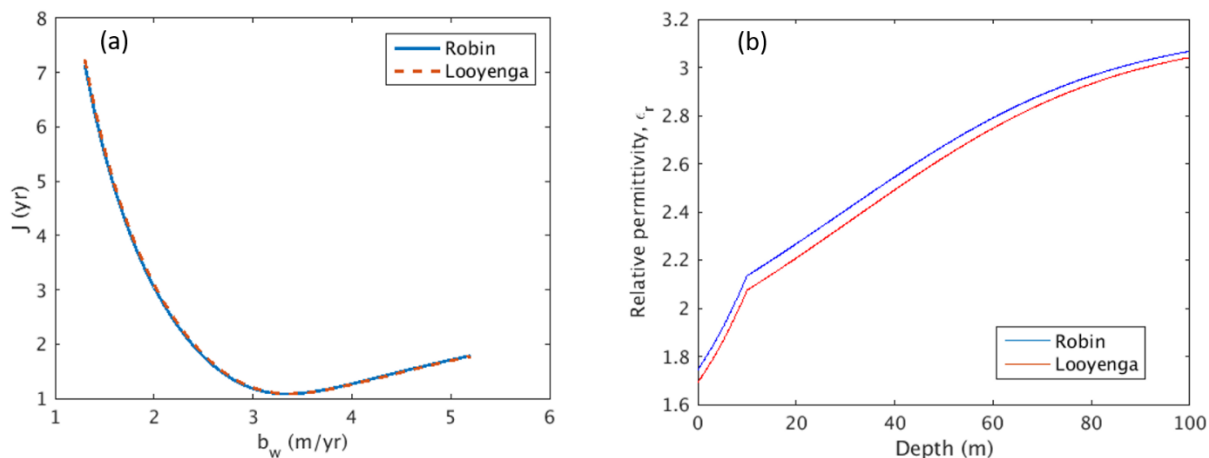 (a)
Robin
Looyenga
8
7
6
5
4
3
2
1
J (yr)
1
2
3
4
5
6
b_w (m/yr)
(b)
3.2
3
2.8
2.6
2.4
2.2
2
1.8
1.6
Relative permittivity, ϵ_r
Robin
Looyenga
0
20
40
60
80
100
Depth (m)